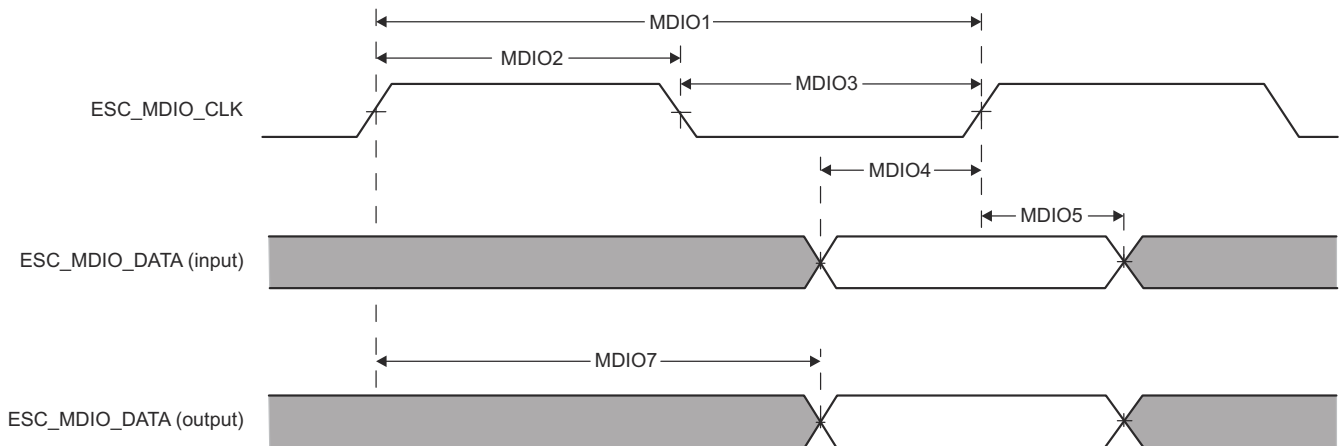 MDIO1
MDIO2
MDIO3
ESC_MDIO_CLK
MDIO4
MDIO5
ESC_MDIO_DATA (input)
MDIO7
ESC_MDIO_DATA (output)